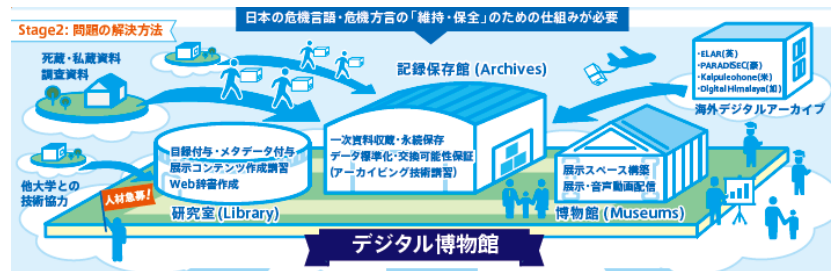 日本の危機言語・危機方言の「維持・保全」のための仕組みが必要
Stage2: 問題の解決方法
死蔵・私蔵資料
調査資料
記録保存館 (Archives)
・ELAR(英)
・PARADISEC(豪)
・Kaipuleohone(米)
・Digital Himalaya(加)
海外デジタルアーカイブ
目録付与・メタデータ付与
展示コンテンツ作成講習
Web辞書作成
一次資料収蔵・永続保存
データ標準化・交換可能性保証
(アーカイビング技術講習)
展示スペース構築
展示・音声動画配信
他大学との
技術協力
人材急募!
研究室 (Library)
博物館 (Museums)
デジタル博物館